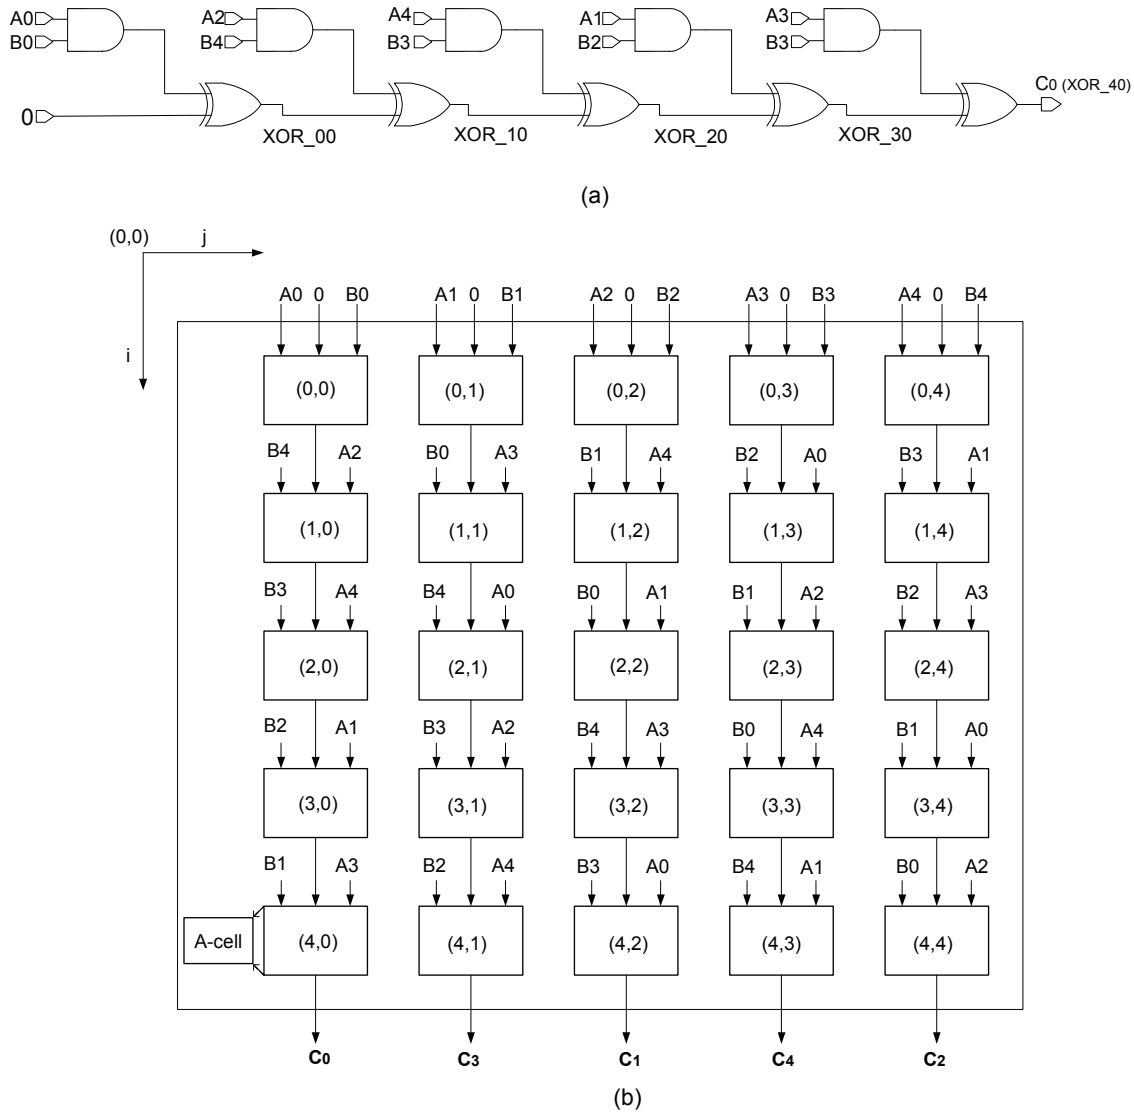 A0 A2 A4 A1 A3
B0 B4 B3 B2 B3
C0 (XOR_40)
0
XOR_00 XOR_10 XOR_20 XOR_30
(a)
(0,0) j
i
A0 0 B0 A1 0 B1 A2 0 B2 A3 0 B3 A4 0 B4
(0,0) (0,1) (0,2) (0,3) (0,4)
B4 A2 B0 A3 B1 A4 B2 A0 B3 A1
(1,0) (1,1) (1,2) (1,3) (1,4)
B3 A4 B4 A0 B0 A1 B1 A2 B2 A3
(2,0) (2,1) (2,2) (2,3) (2,4)
B2 A1 B3 A2 B4 A3 B0 A4 B1 A0
(3,0) (3,1) (3,2) (3,3) (3,4)
B1 A3 B2 A4 B3 A0 B4 A1 B0 A2
A-cell (4,0) (4,1) (4,2) (4,3) (4,4)
C0 C3 C1 C4 C2
(b)